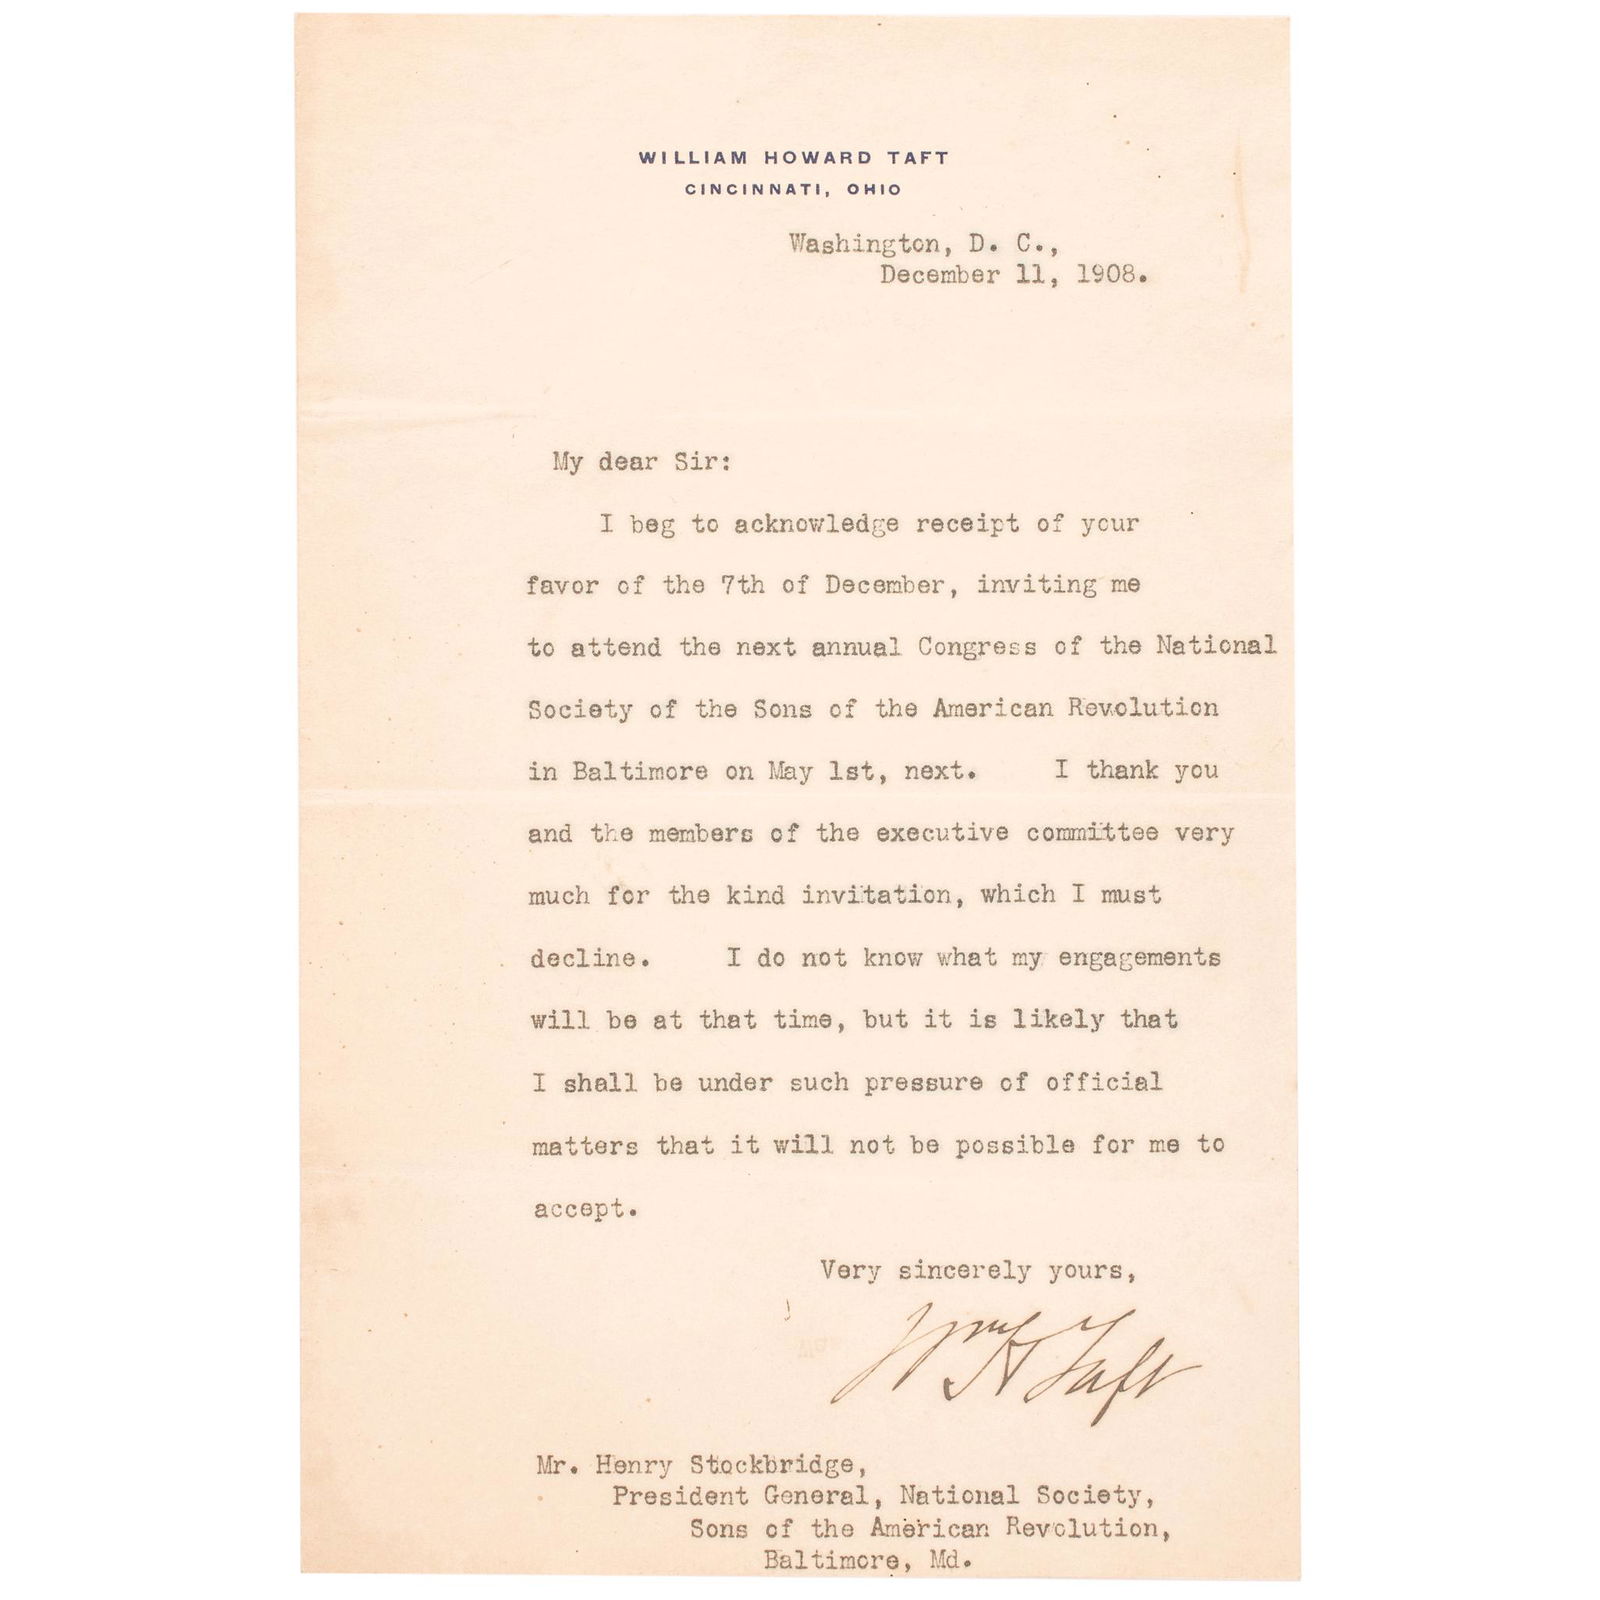 WILLIAM HOWARD TAFT
CINCINNATI, OHIO
Washington, D. C.,
December 11, 1908.
My dear Sir:
I beg to acknowledge receipt of your
favor of the 7th of December, inviting me
to attend the next annual Congress of the National
Society of the Sons of the American Revolution
in Baltimore on May 1st, next. I thank you
and the members of the executive committee very
much for the kind invitation, which I must
decline. I do not know what my engagements
will be at that time, but it is likely that
I shall be under such pressure of official
matters that it will not be possible for me to
accept.
Very sincerely yours,
Wm H Taft
Mr. Henry Stockbridge,
President General, National Society,
Sons of the American Revolution,
Baltimore, Md.